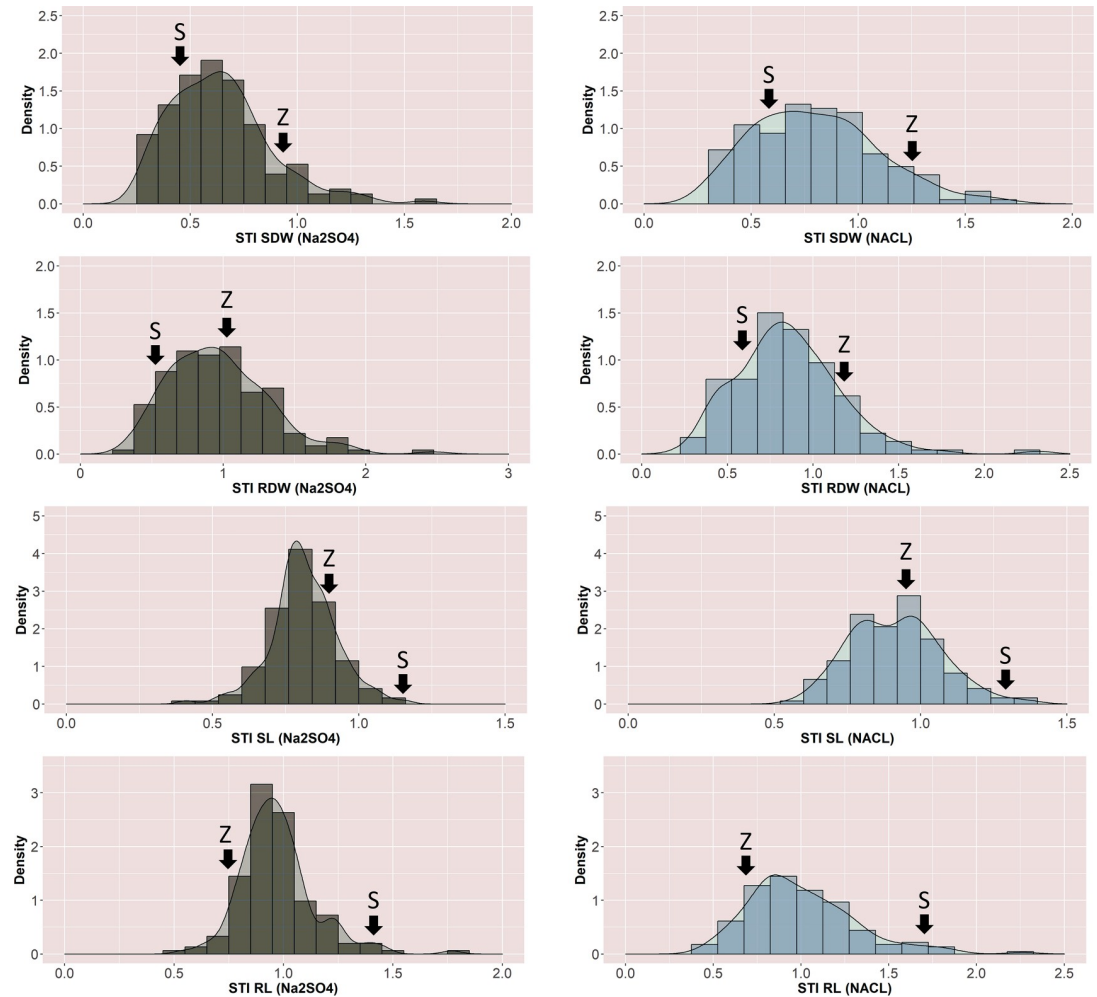 2.5
2.0
1.5
1.0
0.5
0.0
Density
S
Z
0.0 0.5 1.0 1.5 2.0
STI SDW (Na2SO4)
2.5
2.0
1.5
1.0
0.5
0.0
Density
S
Z
0.0 0.5 1.0 1.5 2.0
STI SDW (NACL)
2.0
1.5
1.0
0.5
0.0
Density
S
Z
0 1 2 3
STI RDW (Na2SO4)
2.0
1.5
1.0
0.5
0.0
Density
S
Z
0.0 0.5 1.0 1.5 2.0 2.5
STI RDW (NACL)
5
4
3
2
1
0
Density
Z
S
0.0 0.5 1.0 1.5
STI SL (Na2SO4)
5
4
3
2
1
0
Density
Z
S
0.0 0.5 1.0 1.5
STI SL (NACL)
3
2
1
0
Density
Z
S
0.0 0.5 1.0 1.5 2.0
STI RL (Na2SO4)
3
2
1
0
Density
Z
S
0.0 0.5 1.0 1.5 2.0 2.5
STI RL (NACL)